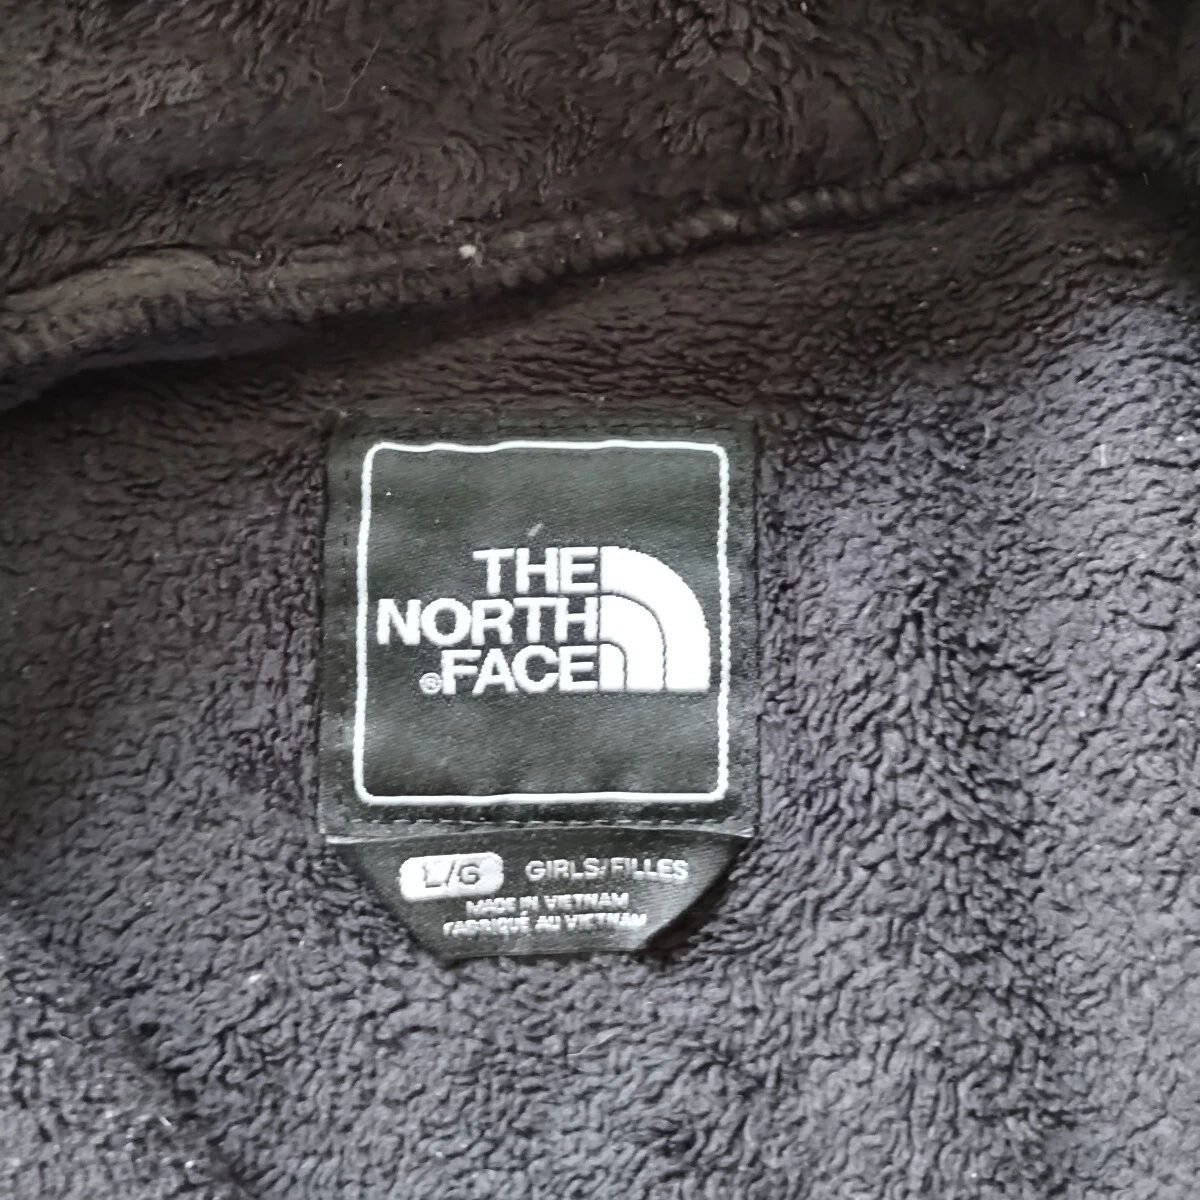 THE
NORTH
®FACE
L/G GIRLS/FILLES
MADE IN VIETNAM
FABRIQUÉ AU VIETNAM